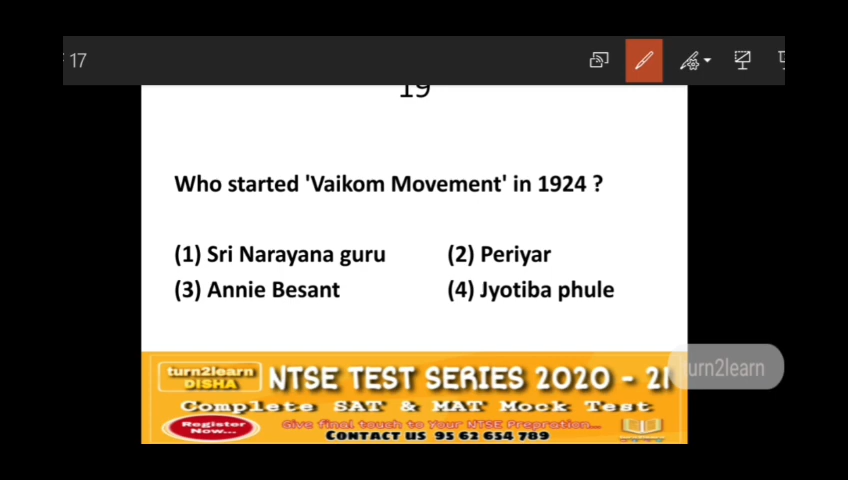 17
19
Who started 'Vaikom Movement' in 1924 ?
(1) Sri Narayana guru (2) Periyar
(3) Annie Besant (4) Jyotiba phule
turn2learn
DISHA
NTSE TEST SERIES 2020 - 21
urn2learn
Complete SAT & MAT Mock Test
Register Now...
Give final touch to Your NTSE Prepration...
CONTACT US 95 62 654 789